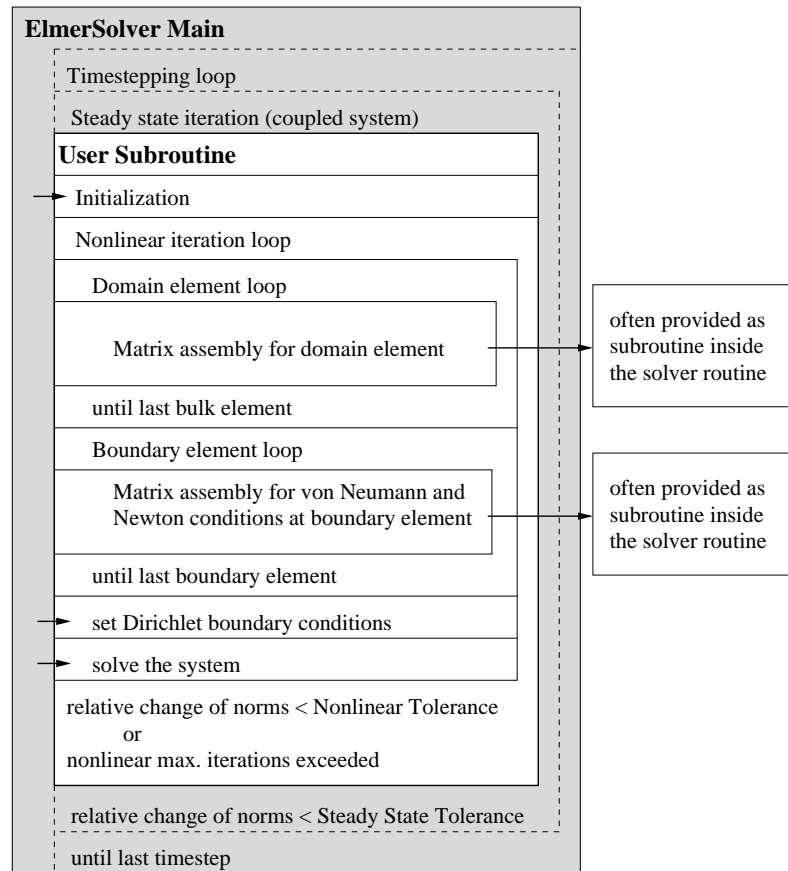 ElmerSolver Main
Timestepping loop
Steady state iteration (coupled system)
User Subroutine
Initialization
Nonlinear iteration loop
Domain element loop
Matrix assembly for domain element
often provided as
subroutine inside
the solver routine
until last bulk element
Boundary element loop
Matrix assembly for von Neumann and
Newton conditions at boundary element
often provided as
subroutine inside
the solver routine
until last boundary element
set Dirichlet boundary conditions
solve the system
relative change of norms < Nonlinear Tolerance
or
nonlinear max. iterations exceeded
relative change of norms < Steady State Tolerance
until last timestep